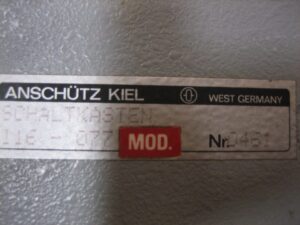 ANSCHÜTZ KIEL WEST GERMANY
SCHALTKASTEN
116 - 077 MOD. Nr. 0461